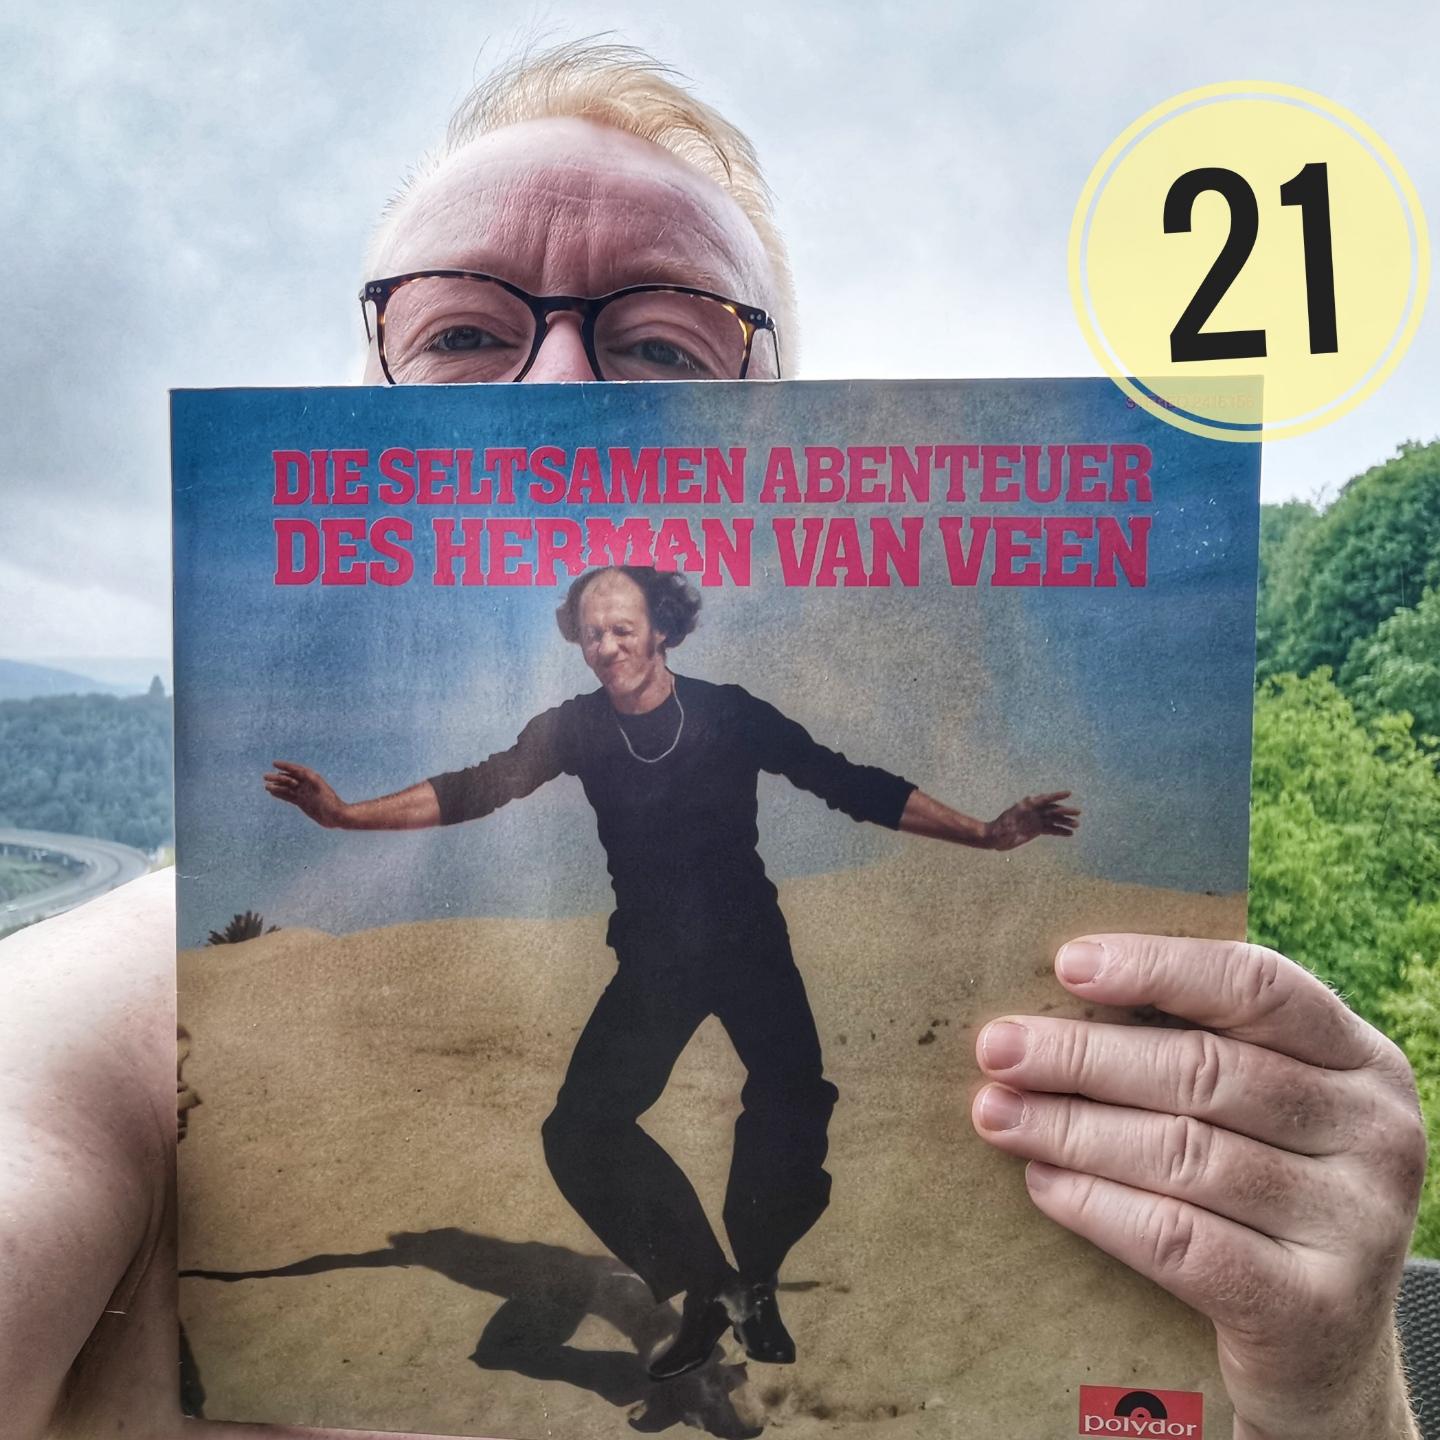 21
DIE SELTSAMEN ABENTEUER
DES HERMAN VAN VEEN
polydor